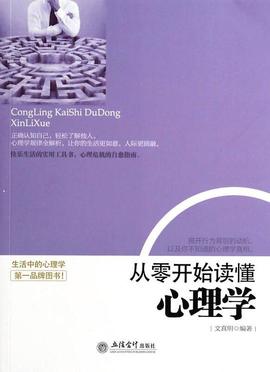 CongLing KaiShi DuDong
XinLiXue
正确认知自己，轻松了解他人。
心理学规律全解析，让你的生活更如意、人际更圆融。
快乐生活的实用工具书，心理危机的自愈指南。
揭开行为背后的动机，
以及你不知道的心理学真相。
生活中的心理学
第一品牌图书！
从零开始读懂
心理学
[文真明]编著
立信会计出版社